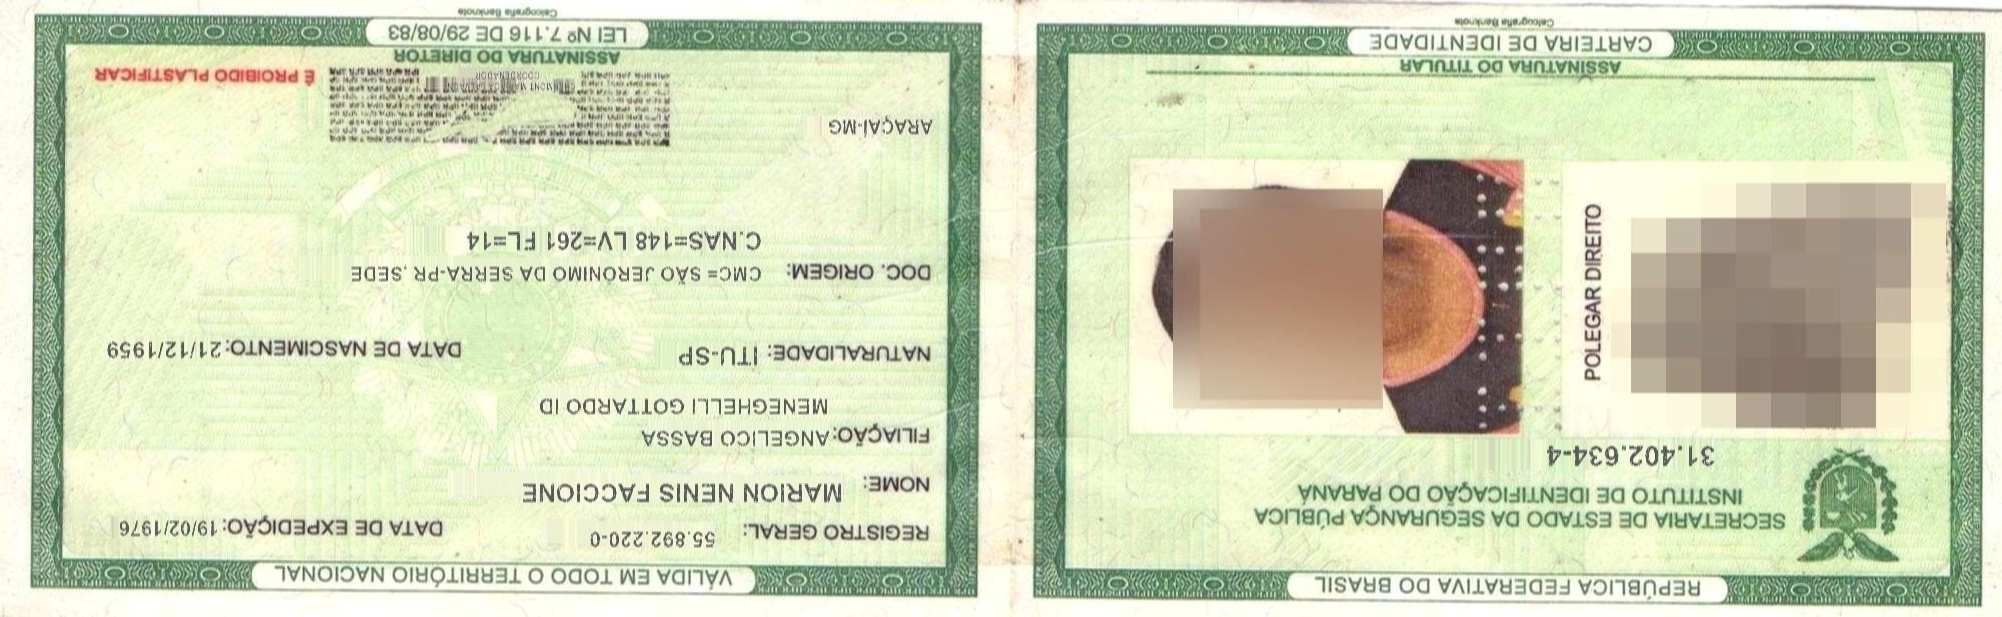 REPÚBLICA FEDERATIVA DO BRASIL
SECRETARIA DE ESTADO DA SEGURANÇA PÚBLICA
INSTITUTO DE IDENTIFICAÇÃO DO PARANÁ
31.402.634-4
POLEGAR DIREITO
ASSINATURA DO TITULAR
CARTEIRA DE IDENTIDADE
Calcografia Banknote
VÁLIDA EM TODO O TERRITÓRIO NACIONAL
REGISTRO GERAL: 55.892.220-0 DATA DE EXPEDIÇÃO: 19/02/1976
NOME: MARION NENIS FACCIONE
FILIAÇÃO: ANGELICO BASSA
MENEGHELLI GOTTARDO ID
NATURALIDADE: ITU-SP DATA DE NASCIMENTO: 21/12/1959
DOC. ORIGEM: CMC= SÃO JERONIMO DA SERRA-PR ,SEDE
C.NAS=148 LV=261 FL=14
ARAÇAÍ-MG
COORDENADOR
É PROIBIDO PLASTIFICAR
ASSINATURA DO DIRETOR
LEI Nº 7.116 DE 29/08/83
Calcografia Banknote